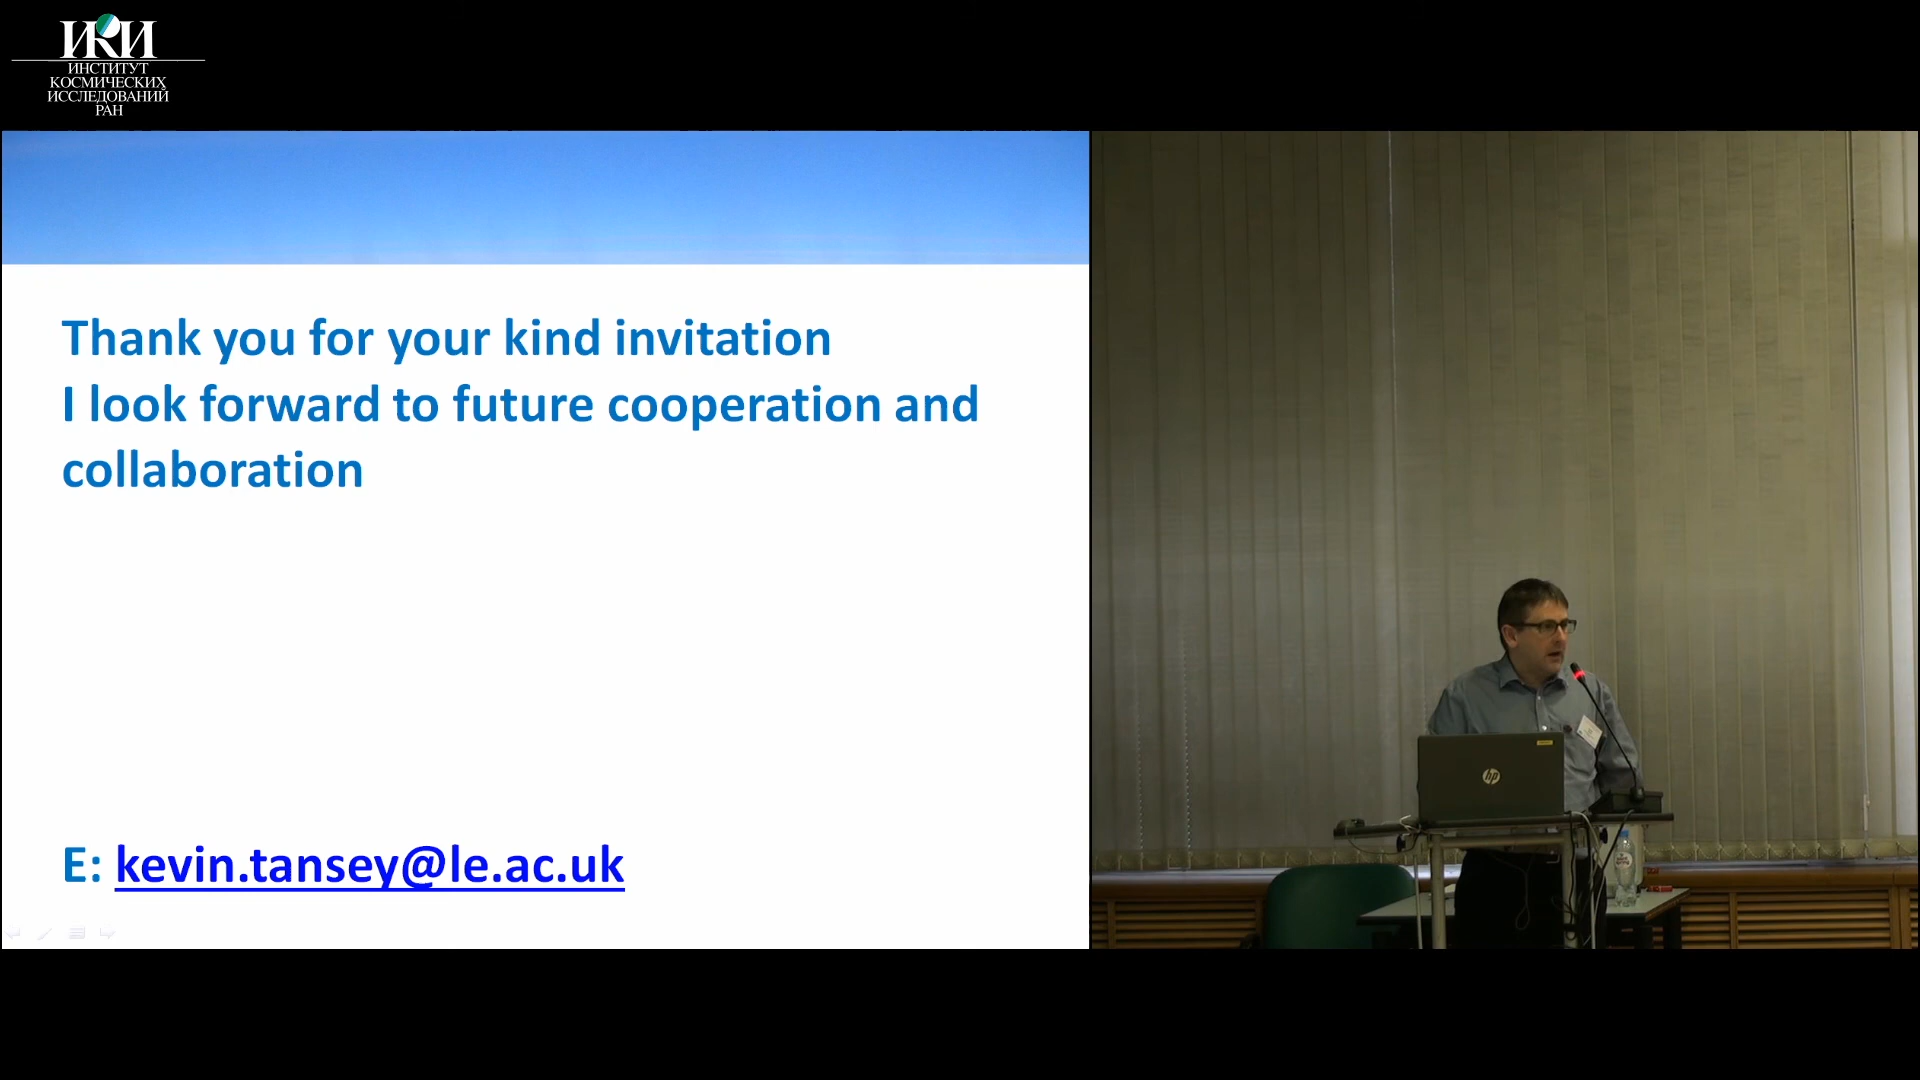 ИКИ
ИНСТИТУТ
КОСМИЧЕСКИХ
ИССЛЕДОВАНИЙ
РАН
Thank you for your kind invitation
I look forward to future cooperation and
collaboration
E: kevin.tansey@le.ac.uk
hp